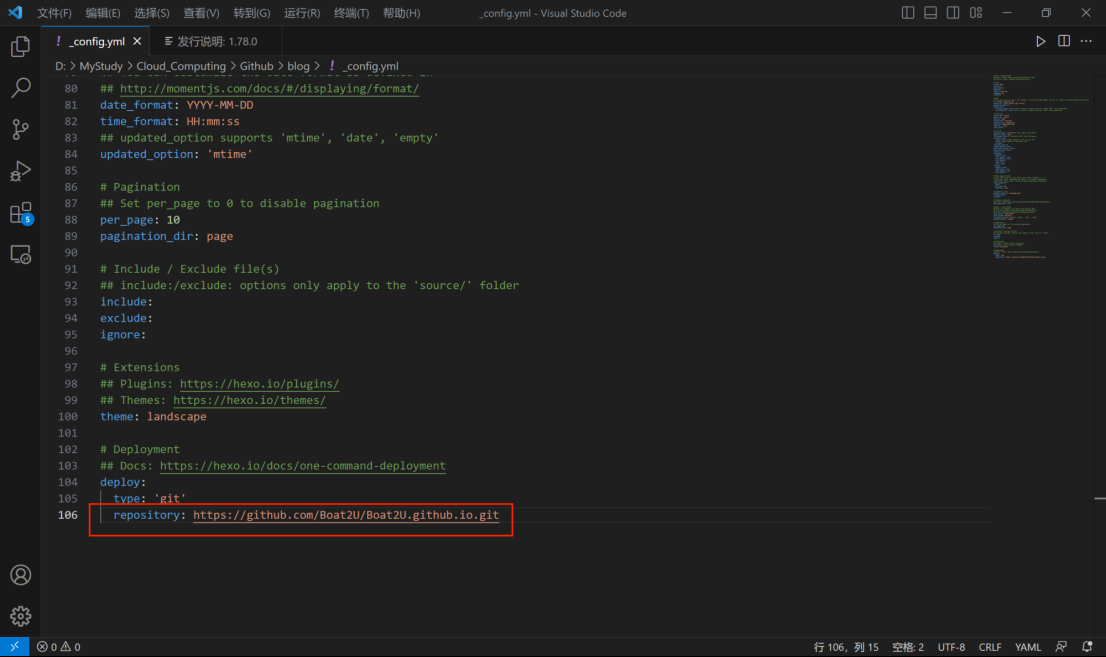 文件(F) 编辑(E) 选择(S) 查看(V) 转到(G) 运行(R) 终端(T) 帮助(H) _config.yml - Visual Studio Code
! _config.yml 发行说明: 1.78.0
D: > MyStudy > Cloud_Computing > Github > blog > ! _config.yml
80 ## http://momentjs.com/docs/#/displaying/format/
81 date_format: YYYY-MM-DD
82 time_format: HH:mm:ss
83 ## updated_option supports 'mtime', 'date', 'empty'
84 updated_option: 'mtime'
85
86 # Pagination
87 ## Set per_page to 0 to disable pagination
88 per_page: 10
89 pagination_dir: page
90
91 # Include / Exclude file(s)
92 ## include:/exclude: options only apply to the 'source/' folder
93 include:
94 exclude:
95 ignore:
96
97 # Extensions
98 ## Plugins: https://hexo.io/plugins/
99 ## Themes: https://hexo.io/themes/
100 theme: landscape
101
102 # Deployment
103 ## Docs: https://hexo.io/docs/one-command-deployment
104 deploy:
105 type: 'git'
106 repository: https://github.com/Boat2U/Boat2U.github.io.git
5
0 0 行 106，列 15 空格: 2 UTF-8 CRLF YAML